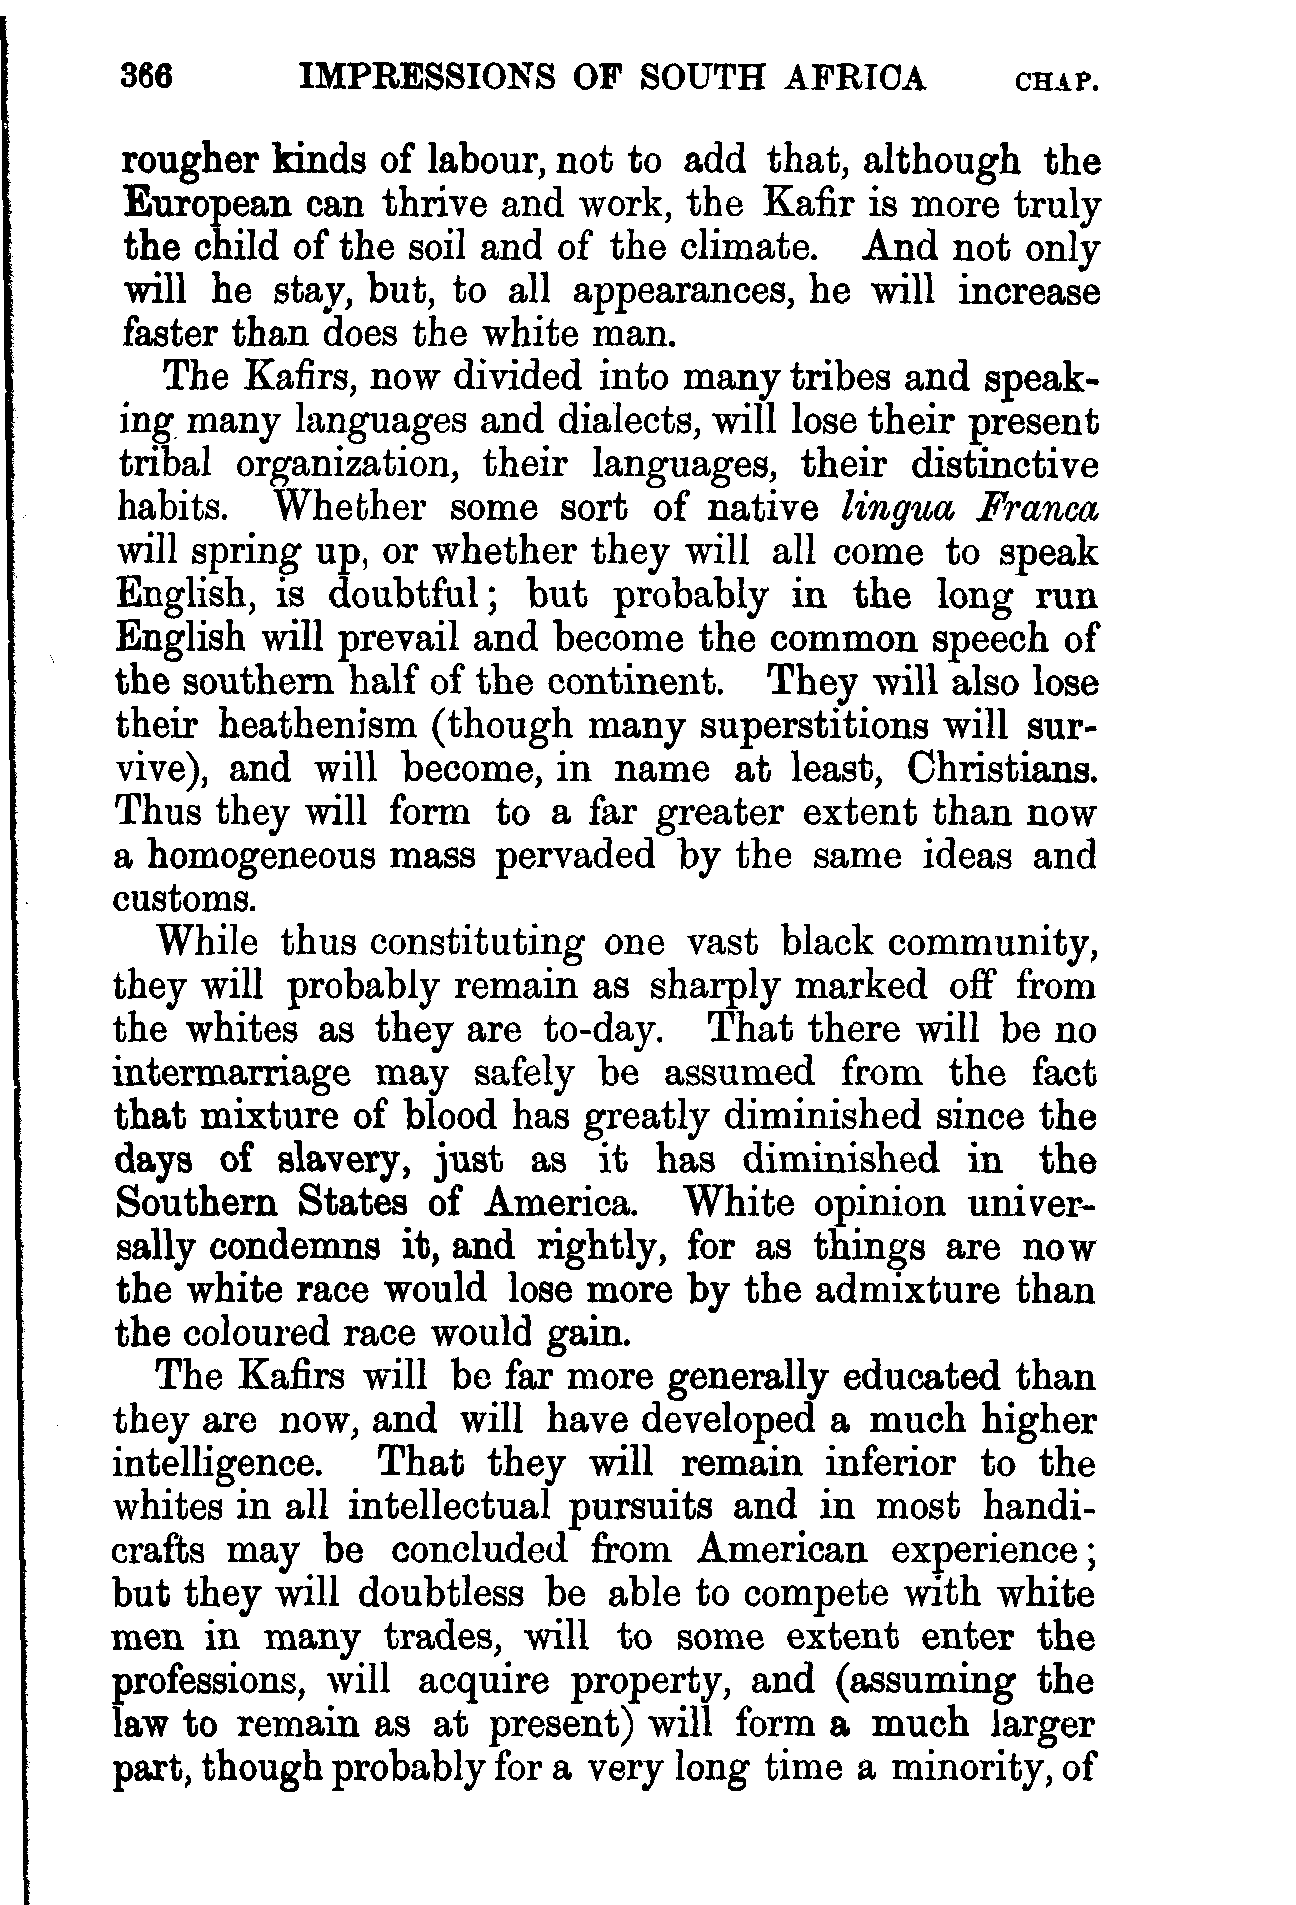 366 IMPRESSIONS OF SOUTH AFRICA CHAP.
rougher kinds of labour, not to add that, although the
European can thrive and work, the Kafir is more truly
the child of the soil and of the climate. And not only
will he stay, but, to all appearances, he will increase
faster than does the white man.
The Kafirs, now divided into many tribes and speak-
ing many languages and dialects, will lose their present
tribal organization, their languages, their distinctive
habits. Whether some sort of native lingua Franca
will spring up, or whether they will all come to speak
English, is doubtful; but probably in the long run
English will prevail and become the common speech of
the southern half of the continent. They will also lose
their heathenism (though many superstitions will sur-
vive), and will become, in name at least, Christians.
Thus they will form to a far greater extent than now
a homogeneous mass pervaded by the same ideas and
customs.
While thus constituting one vast black community,
they will probably remain as sharply marked off from
the whites as they are to-day. That there will be no
intermarriage may safely be assumed from the fact
that mixture of blood has greatly diminished since the
days of slavery, just as it has diminished in the
Southern States of America. White opinion univer-
sally condemns it, and rightly, for as things are now
the white race would lose more by the admixture than
the coloured race would gain.
The Kafirs will be far more generally educated than
they are now, and will have developed a much higher
intelligence. That they will remain inferior to the
whites in all intellectual pursuits and in most handi-
crafts may be concluded from American experience;
but they will doubtless be able to compete with white
men in many trades, will to some extent enter the
professions, will acquire property, and (assuming the
law to remain as at present) will form a much larger
part, though probably for a very long time a minority, of